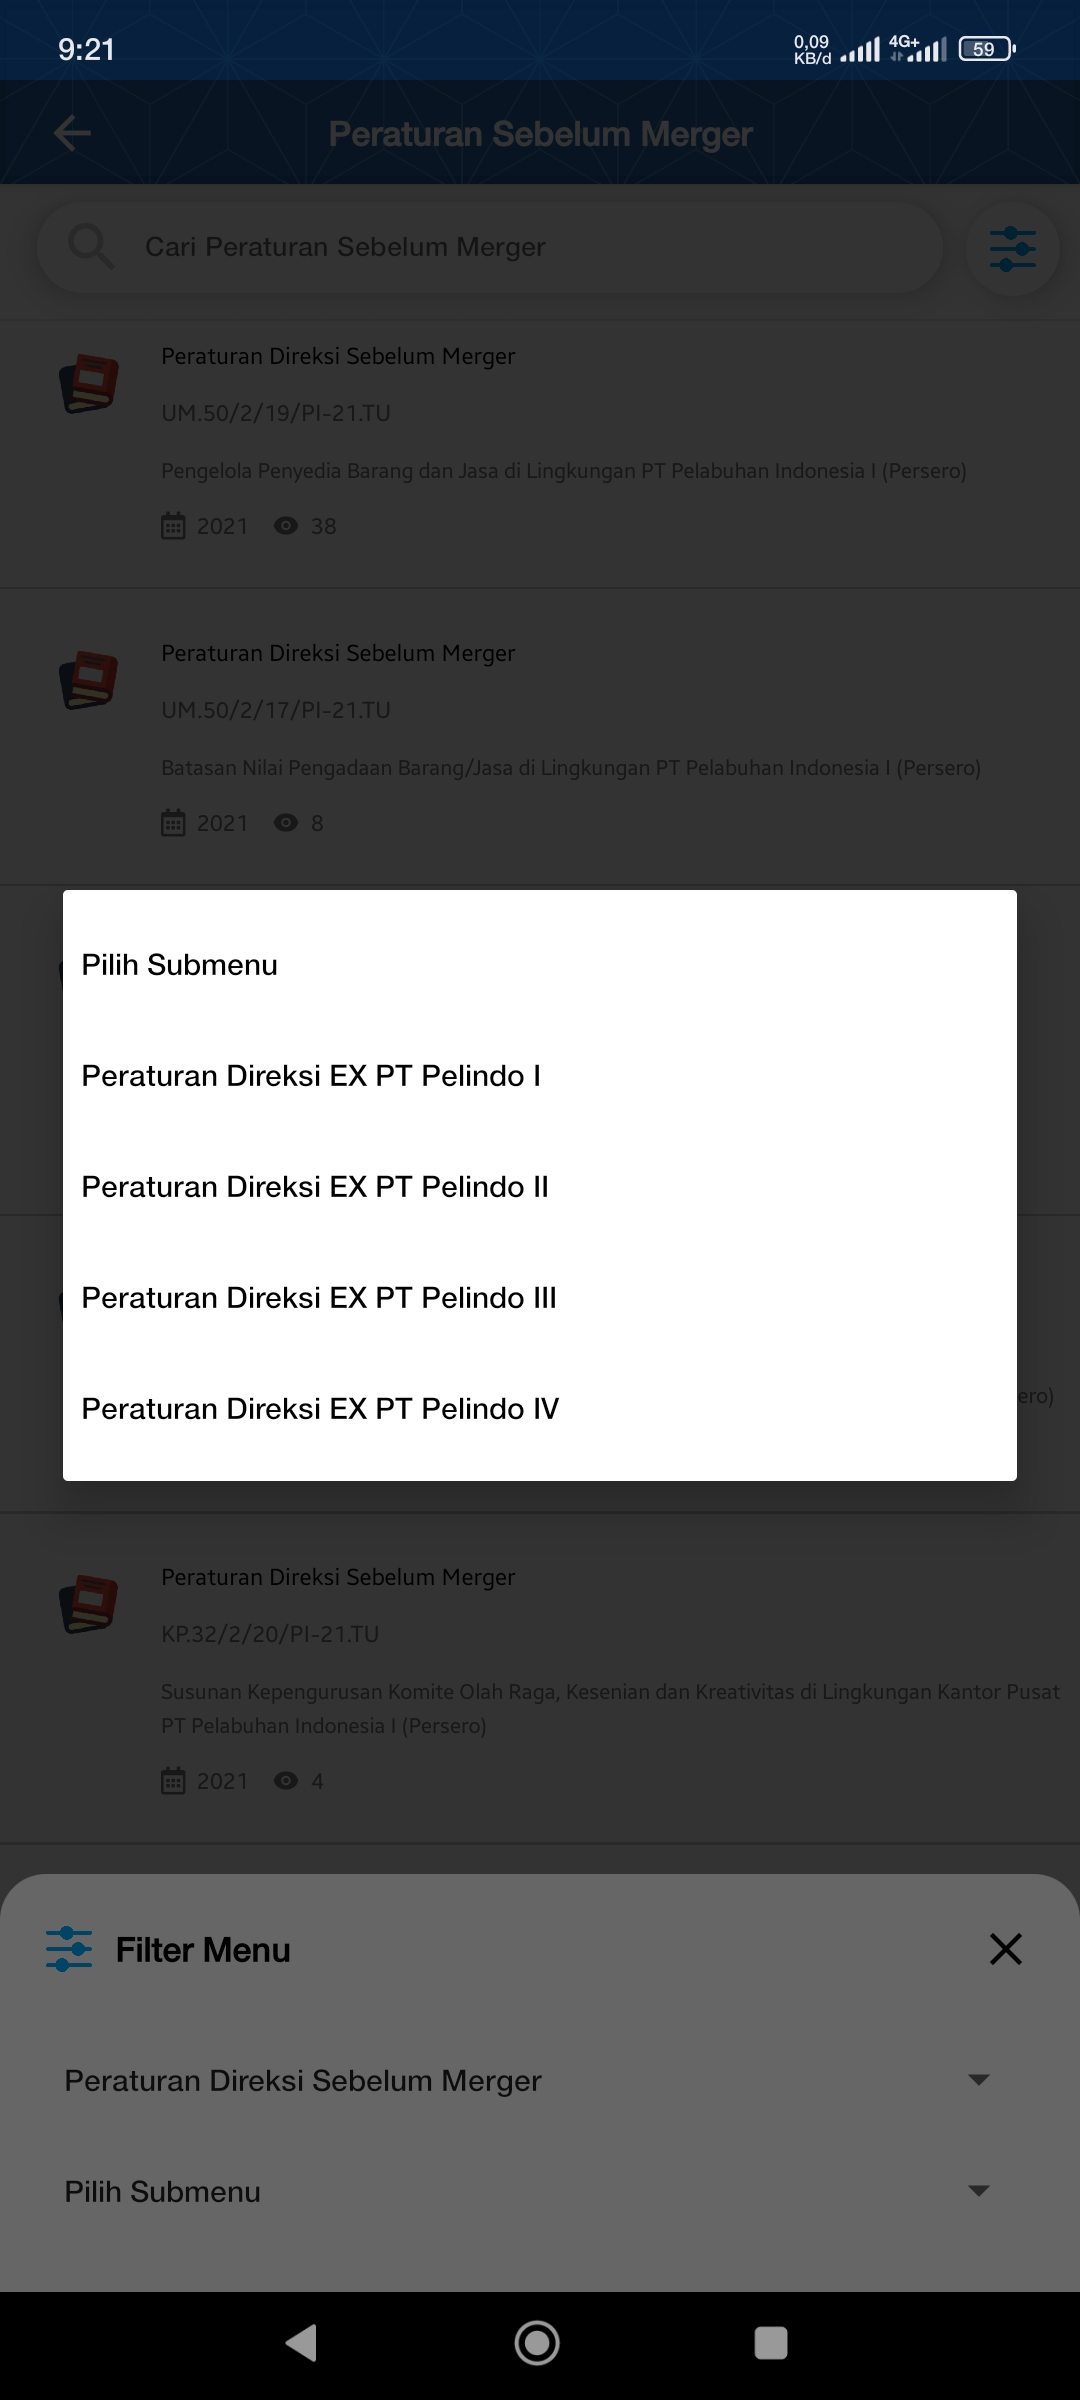 9:21
0,09
KB/d
4G+
59
Peraturan Sebelum Merger
Cari Peraturan Sebelum Merger
Peraturan Direksi Sebelum Merger
UM.50/2/19/PI-21.TU
Pengelola Penyedia Barang dan Jasa di Lingkungan PT Pelabuhan Indonesia I (Persero)
2021 38
Peraturan Direksi Sebelum Merger
UM.50/2/17/PI-21.TU
Batasan Nilai Pengadaan Barang/Jasa di Lingkungan PT Pelabuhan Indonesia I (Persero)
2021 8
Pilih Submenu
Peraturan Direksi EX PT Pelindo I
Peraturan Direksi EX PT Pelindo II
Peraturan Direksi EX PT Pelindo III
Peraturan Direksi EX PT Pelindo IV
ero)
Peraturan Direksi Sebelum Merger
KP.32/2/20/PI-21.TU
Susunan Kepengurusan Komite Olah Raga, Kesenian dan Kreativitas di Lingkungan Kantor Pusat
PT Pelabuhan Indonesia I (Persero)
2021 4
Filter Menu
Peraturan Direksi Sebelum Merger
Pilih Submenu